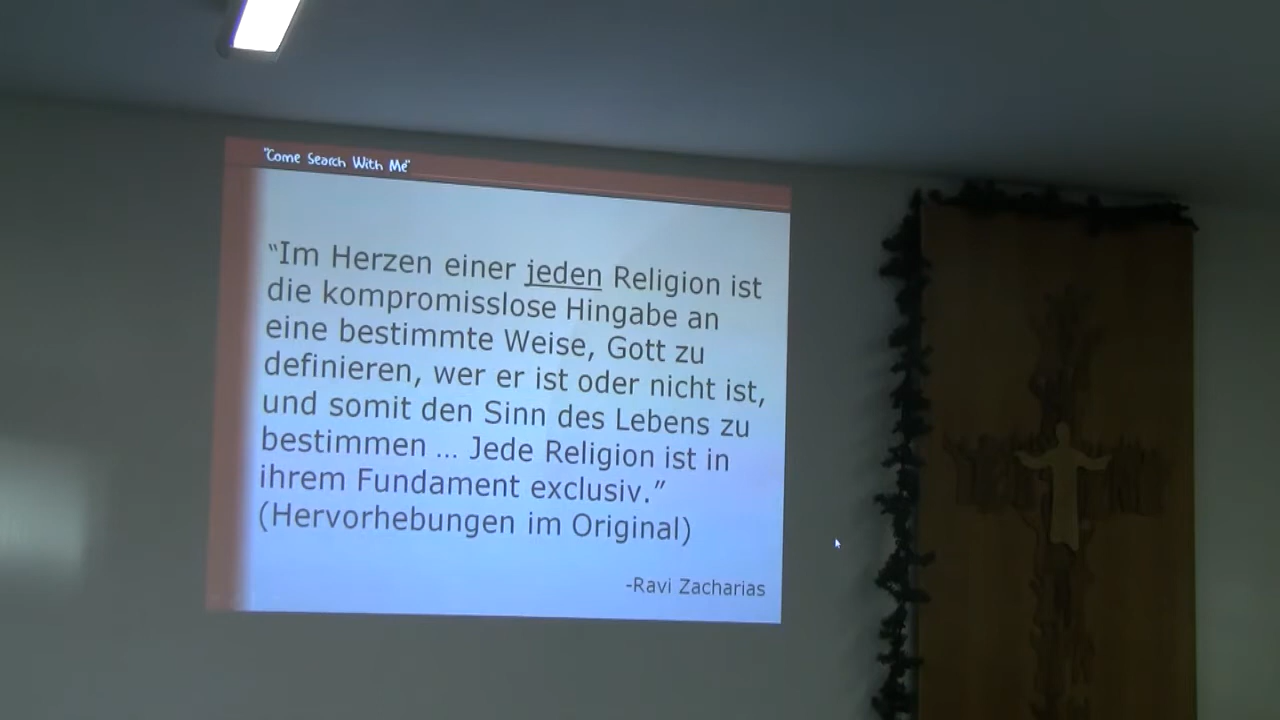 "Come Search With Me"
“Im Herzen einer jeden Religion ist
die kompromisslose Hingabe an
eine bestimmte Weise, Gott zu
definieren, wer er ist oder nicht ist,
und somit den Sinn des Lebens zu
bestimmen ... Jede Religion ist in
ihrem Fundament exclusiv.”
(Hervorhebungen im Original)
-Ravi Zacharias